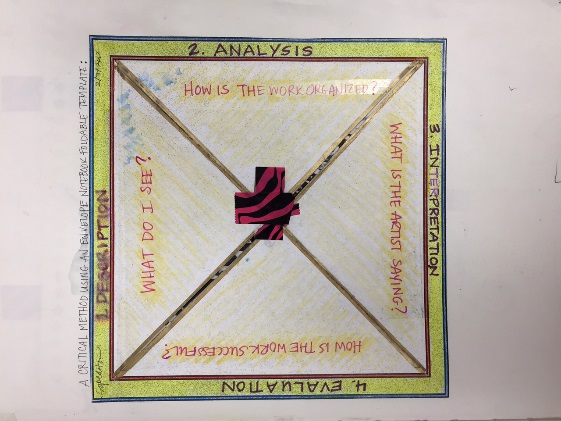 A CRITICAL METHOD USING AN ENVELOPE NOTEBOOK FOLDABLE TEMPLATE:
1. DESCRIPTION
WHAT DO I SEE?
2. ANALYSIS
HOW IS THE WORK ORGANIZED?
3. INTERPRETATION
WHAT IS THE ARTIST SAYING?
4. EVALUATION
HOW IS THE WORK SUCCESSFUL?